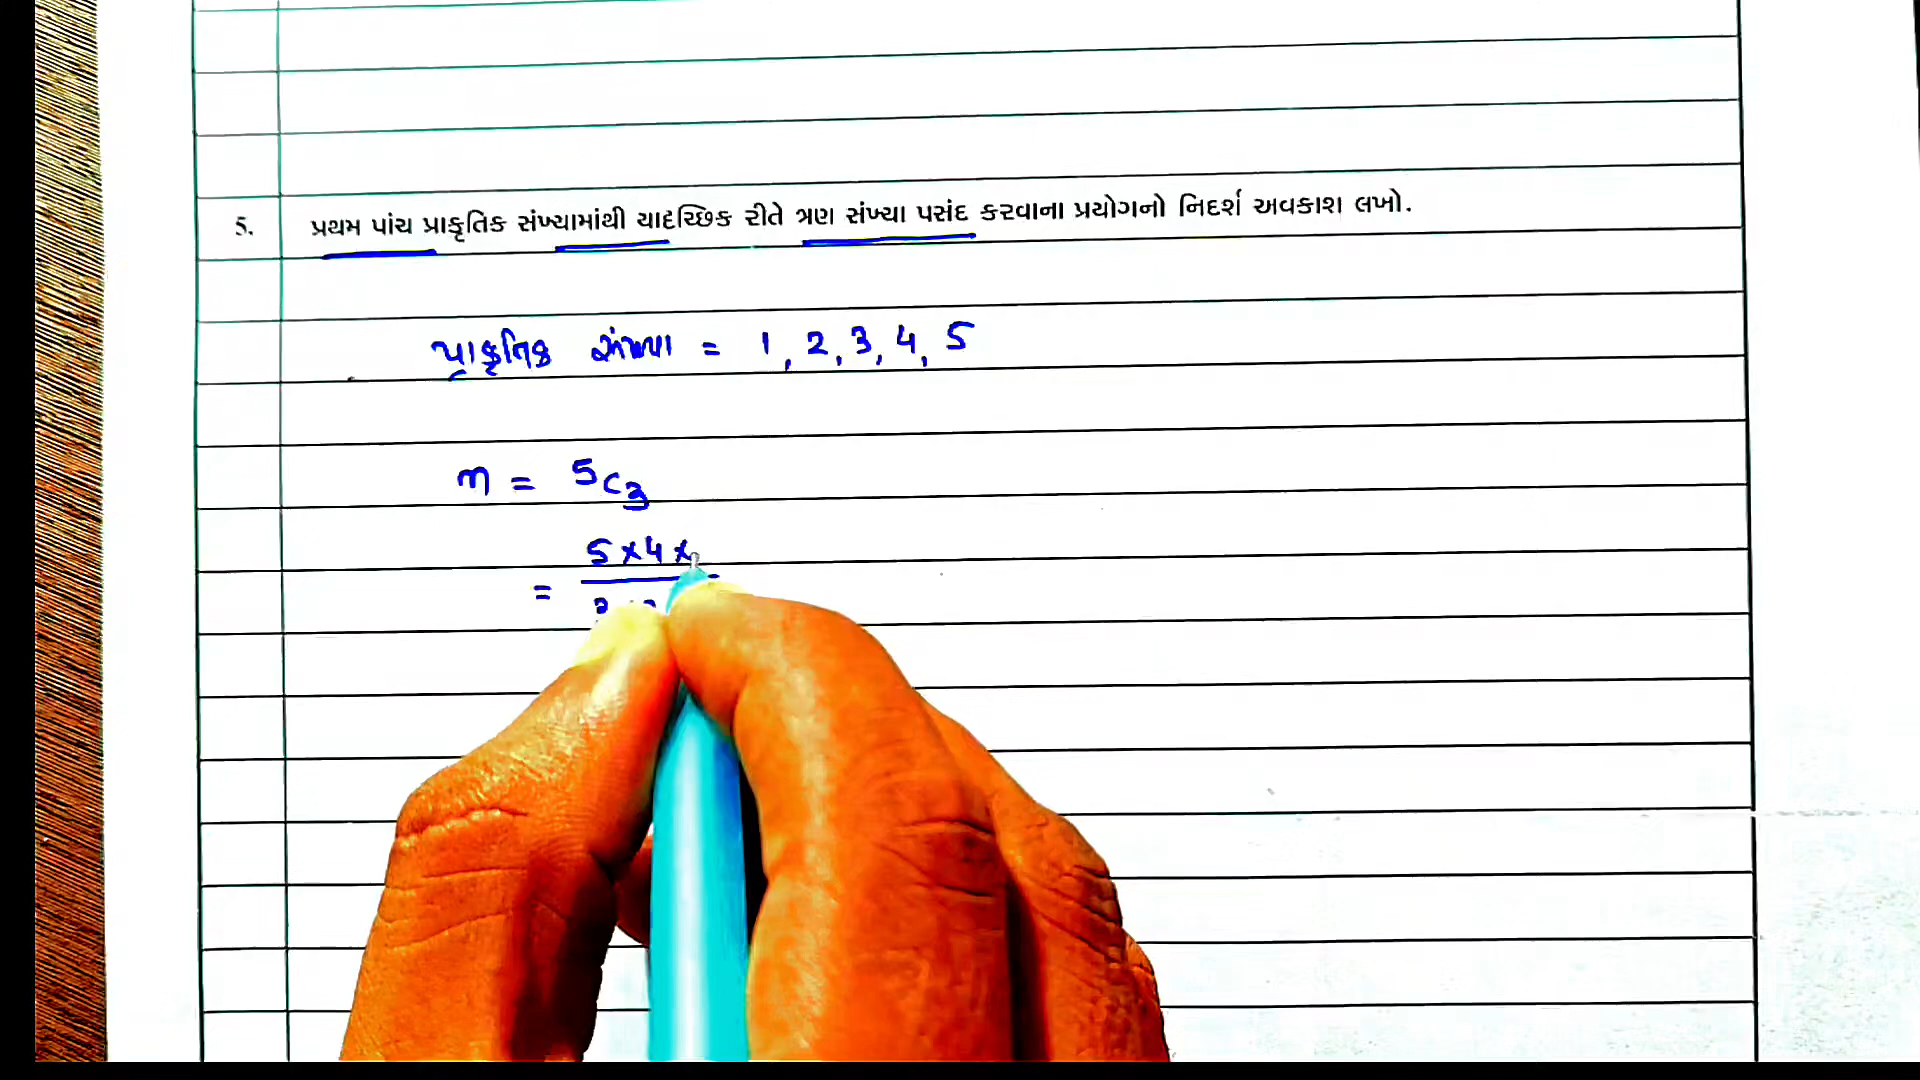 5. પ્રથમ પાંચ પ્રાકૃતિક સંખ્યામાંથી યાદચ્છિક રીતે ત્રણ સંખ્યા પસંદ કરવાના પ્રયોગનો નિદર્શ અવકાશ લખો.
પ્રાકૃતિક સંખ્યા = 1, 2, 3, 4, 5
n = 5C3
5 × 4 ×
=